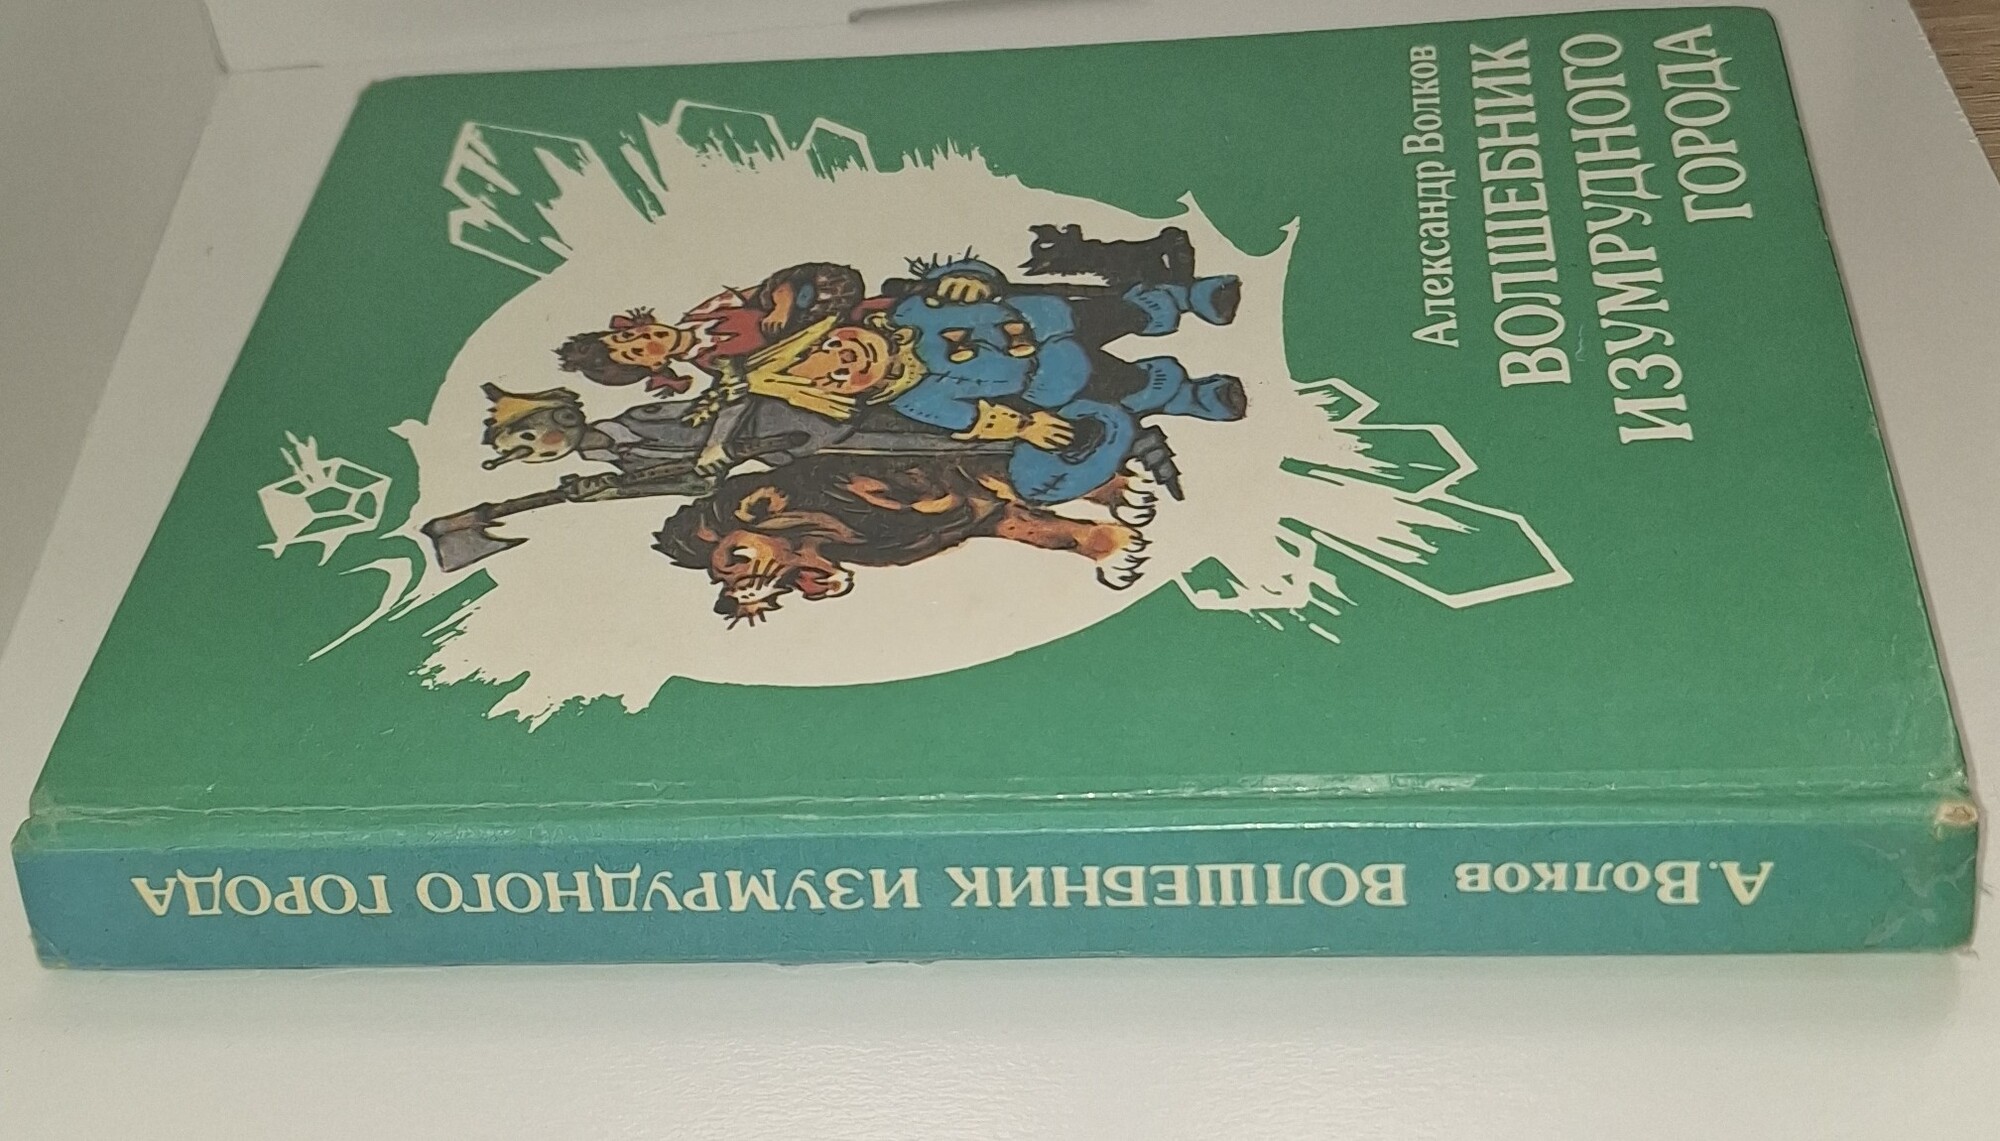 Александр Волков
ВОЛШЕБНИК
ИЗУМРУДНОГО
ГОРОДА
А. Волков ВОЛШЕБНИК ИЗУМРУДНОГО ГОРОДА